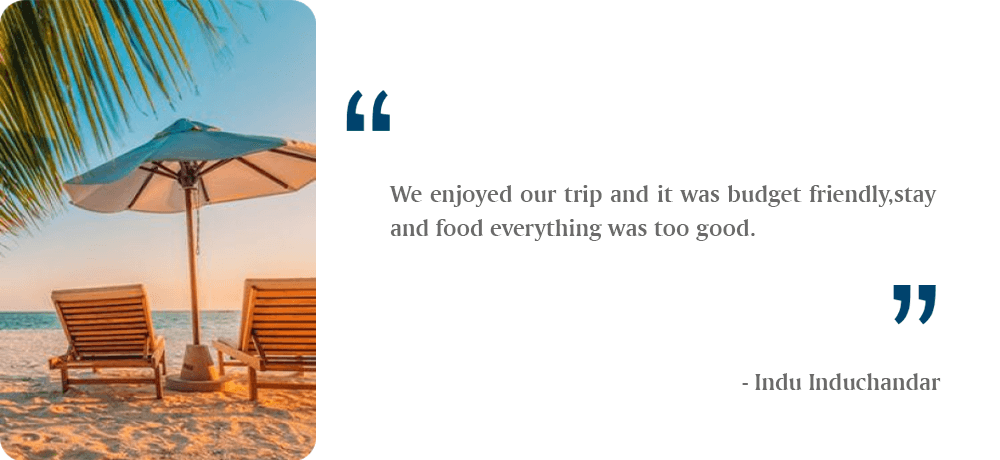 “
We enjoyed our trip and it was budget friendly,stay
and food everything was too good.
”
- Indu Induchandar